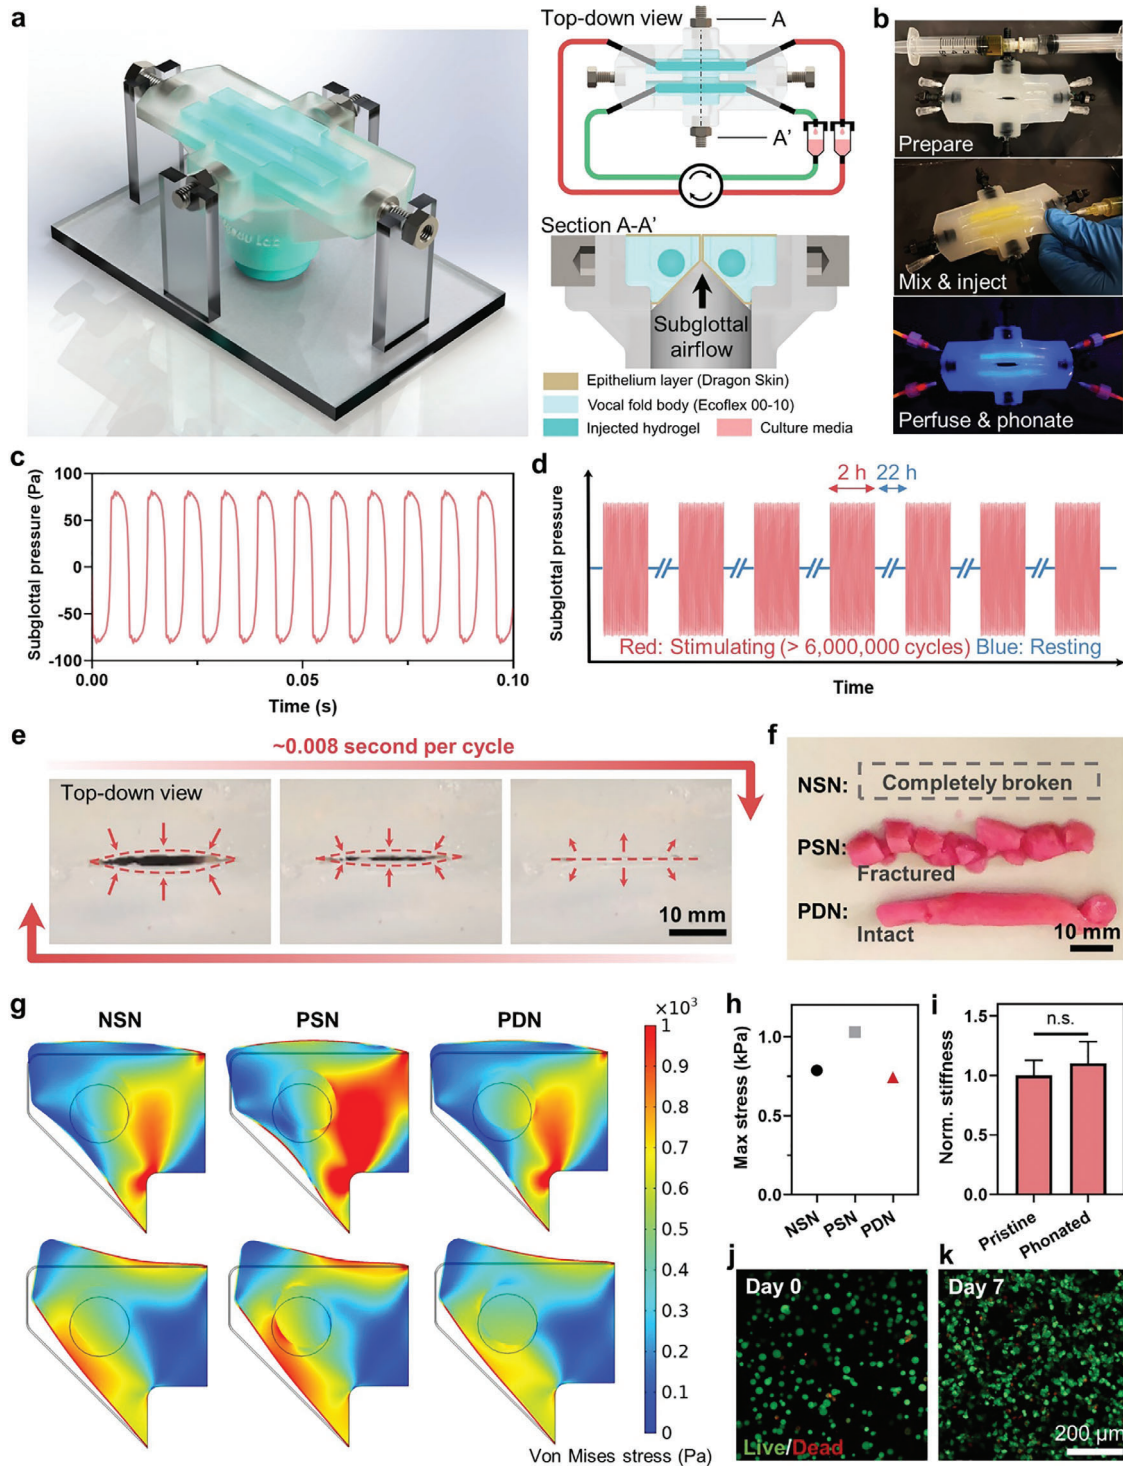 a
Top-down view
A
A'
Section A-A'
Subglottal
airflow
Epithelium layer (Dragon Skin)
Vocal fold body (Ecoflex 00-10)
Injected hydrogel
Culture media
b
Prepare
Mix & inject
Perfuse & phonate
c
Subglottal pressure (Pa)
100
50
0
-50
-100
0.00
0.05
0.10
Time (s)
d
2 h
22 h
Subglottal pressure
Red: Stimulating (> 6,000,000 cycles) Blue: Resting
Time
e
~0.008 second per cycle
Top-down view
10 mm
f
NSN:
Completely broken
PSN:
Fractured
PDN:
Intact
10 mm
g
NSN
PSN
PDN
×10³
1
0.9
0.8
0.7
0.6
0.5
0.4
0.3
0.2
0.1
0
Von Mises stress (Pa)
h
Max stress (kPa)
1.0
0.5
0.0
NSN
PSN
PDN
i
Norm. stiffness
n.s.
1.5
1.0
0.5
0.0
Pristine
Phonated
j
Day 0
Live/Dead
k
Day 7
200 µm